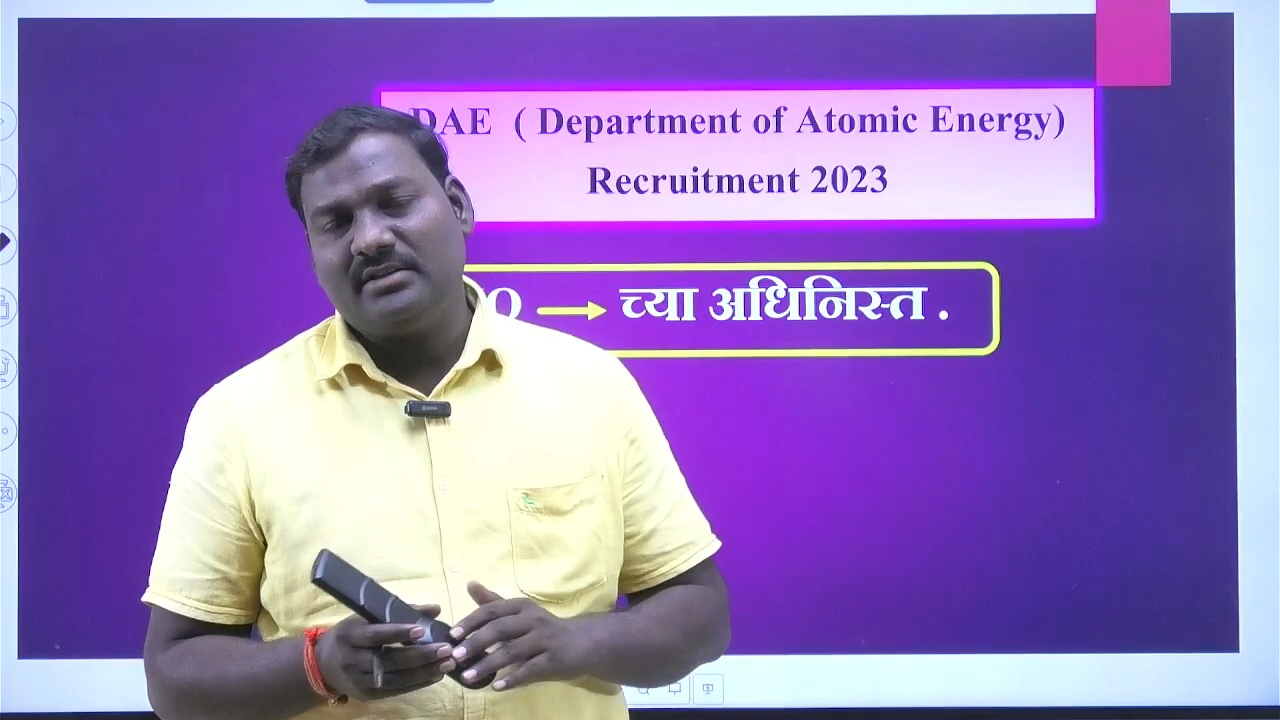 DAE ( Department of Atomic Energy)
Recruitment 2023
→ च्या अधिनिस्त .